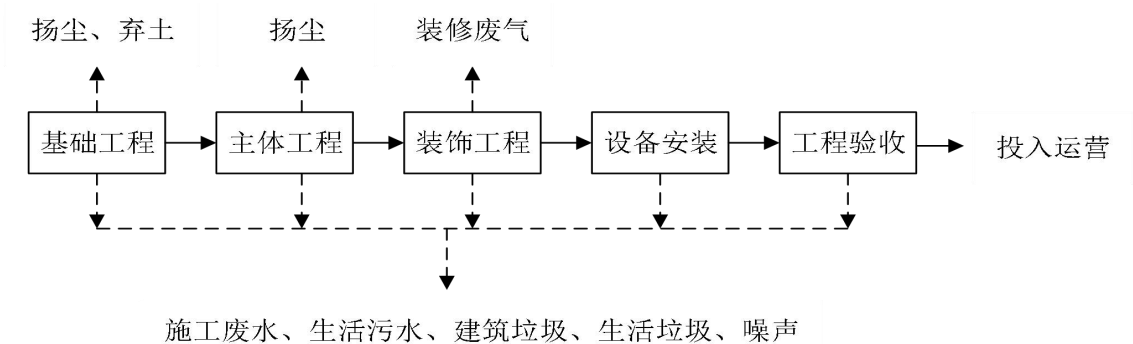 扬尘、弃土
扬尘
装修废气
基础工程
主体工程
装饰工程
设备安装
工程验收
投入运营
施工废水、生活污水、建筑垃圾、生活垃圾、噪声